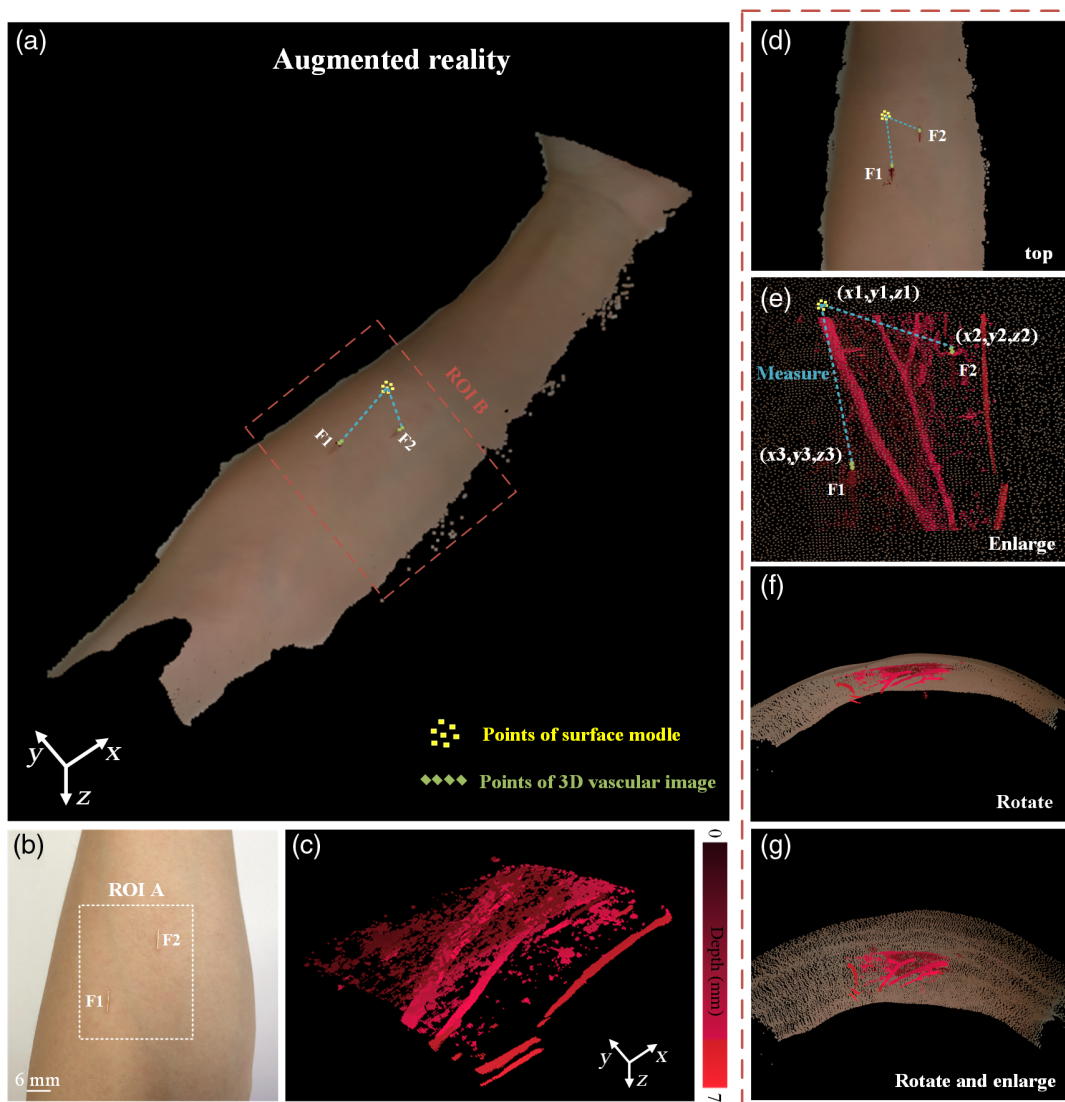 (a)
Augmented reality
ROI B
F1
F2
y
x
z
Points of surface modle
Points of 3D vascular image
(b)
ROI A
F2
F1
6 mm
(c)
y
x
z
0
Depth (mm)
7
(d)
F2
F1
top
(e)
(x1,y1,z1)
(x2,y2,z2)
F2
Measure
(x3,y3,z3)
F1
Enlarge
(f)
Rotate
(g)
Rotate and enlarge